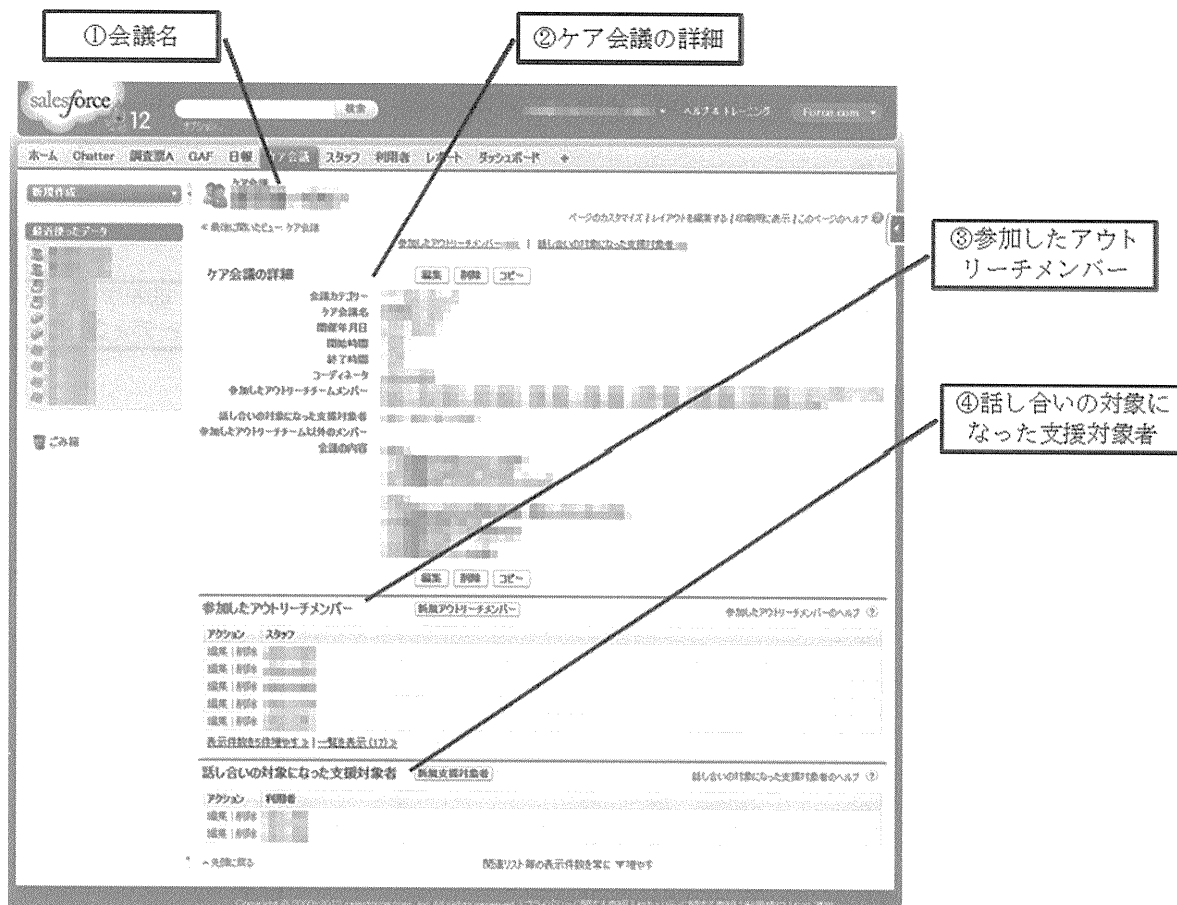 ①会議名
②ケア会議の詳細
salesforce
12
検索
ヘルプ & トレーニング
Force.com
ホーム Chatter 調査票A GAF 日報 ケア会議 スタッフ 利用者 レポート ダッシュボード +
新規作成
ケア会議
最近使ったデータ
ページのカスタマイズ | レイアウトを編集する | 印刷用に表示 | このページのヘルプ
« 最後に開いたビュー: ケア会議
参加したアウトリーチメンバー | 話し合いの対象になった支援対象者
③参加したアウト
リーチメンバー
ケア会議の詳細 編集 削除 コピー
会議カテゴリー
ケア会議名
開催年月日
開始時間
終了時間
コーディネータ
参加したアウトリーチチームメンバー
話し合いの対象になった支援対象者
参加したアウトリーチチーム以外のメンバー
会議の内容
④話し合いの対象に
なった支援対象者
ごみ箱
編集 削除 コピー
参加したアウトリーチメンバー 新規アウトリーチメンバー 参加したアウトリーチメンバーのヘルプ
アクション スタッフ
編集 | 削除
編集 | 削除
編集 | 削除
編集 | 削除
編集 | 削除
表示件数を5件増やす » | 一覧を表示 (17) »
話し合いの対象になった支援対象者 新規支援対象者 話し合いの対象になった支援対象者のヘルプ
アクション 利用者
編集 | 削除
編集 | 削除
^ 先頭に戻る 関連リスト毎の表示件数を常に ▼増やす